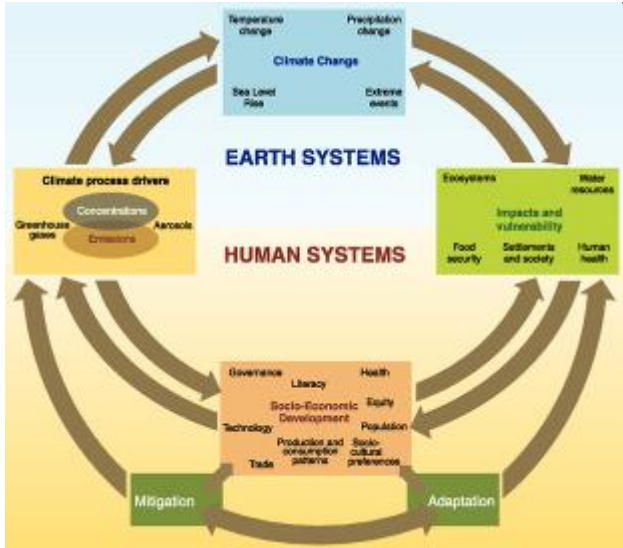 Temperature
change
Precipitation
change
Climate Change
Sea Level
Rise
Extreme
events
EARTH SYSTEMS
Climate process drivers
Concentrations
Greenhouse
gases
Aerosols
Emissions
Ecosystems
Water
resources
Impacts and
vulnerability
Food
security
Settlements
and society
Human
health
HUMAN SYSTEMS
Governance
Health
Literacy
Equity
Socio-Economic
Development
Technology
Population
Production and
consumption
patterns
Socio-
cultural
preferences
Trade
Mitigation
Adaptation